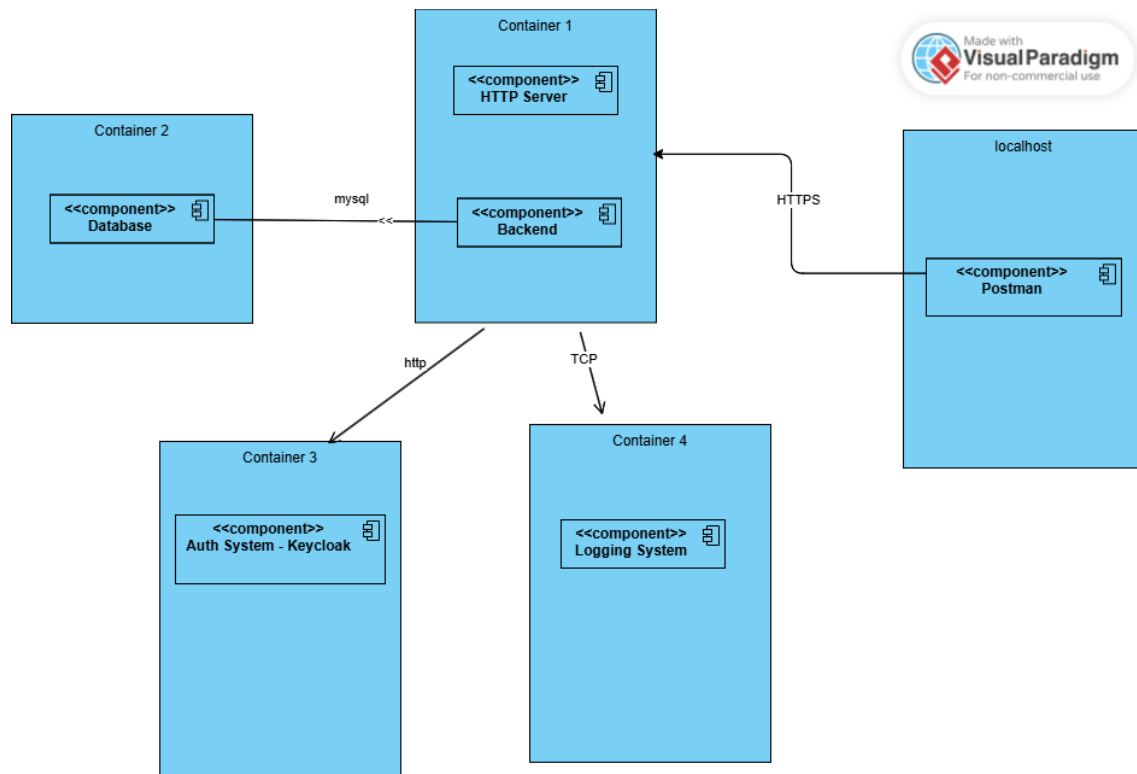 Container 1
<<component>>
HTTP Server
Made with
Visual Paradigm
For non-commercial use
Container 2
localhost
mysql
<<component>>
Database
<<
<<component>>
Backend
HTTPS
<<component>>
Postman
http
TCP
Container 3
Container 4
<<component>>
Auth System - Keycloak
<<component>>
Logging System